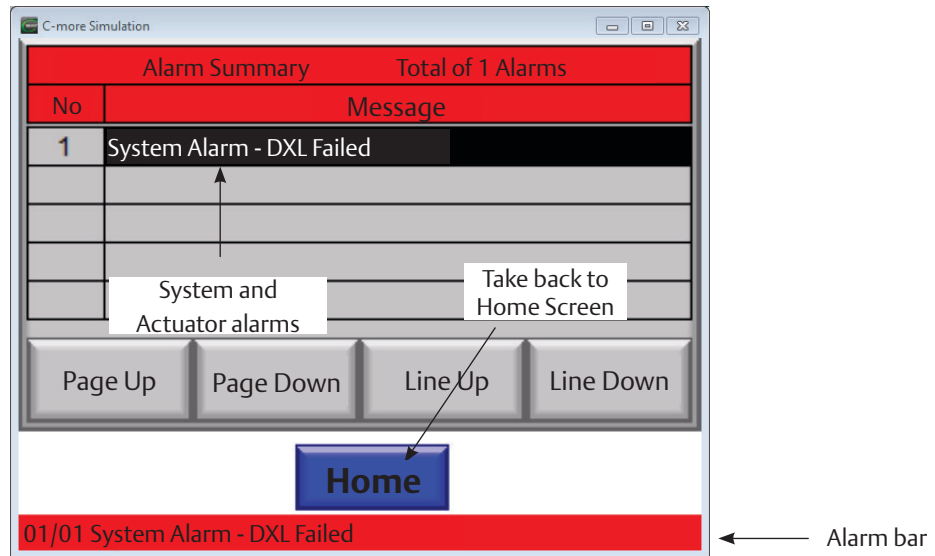 C-more Simulation
Alarm Summary Total of 1 Alarms
No Message
1 System Alarm - DXL Failed
System and
Actuator alarms
Take back to
Home Screen
Page Up Page Down Line Up Line Down
Home
01/01 System Alarm - DXL Failed
Alarm bar